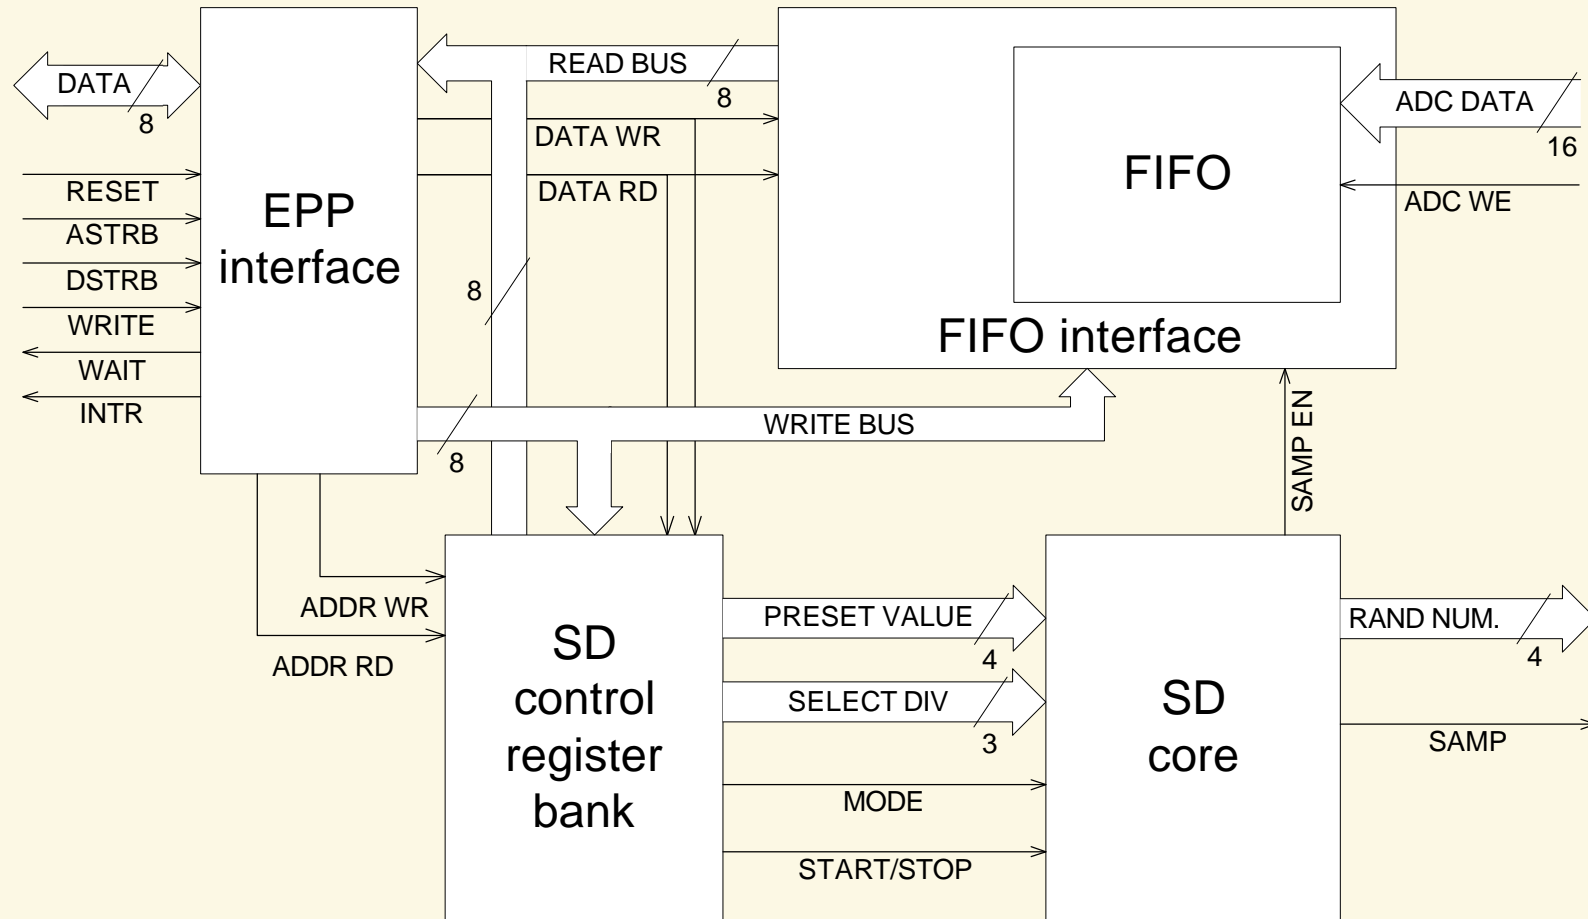 DATA
8
RESET
ASTRB
DSTRB
WRITE
WAIT
INTR
EPP
interface
READ BUS
8
DATA WR
DATA RD
8
8
WRITE BUS
FIFO
FIFO interface
ADC DATA
16
ADC WE
SAMP EN
ADDR WR
ADDR RD
SD
control
register
bank
PRESET VALUE
4
SELECT DIV
3
MODE
START/STOP
SD
core
RAND NUM.
4
SAMP